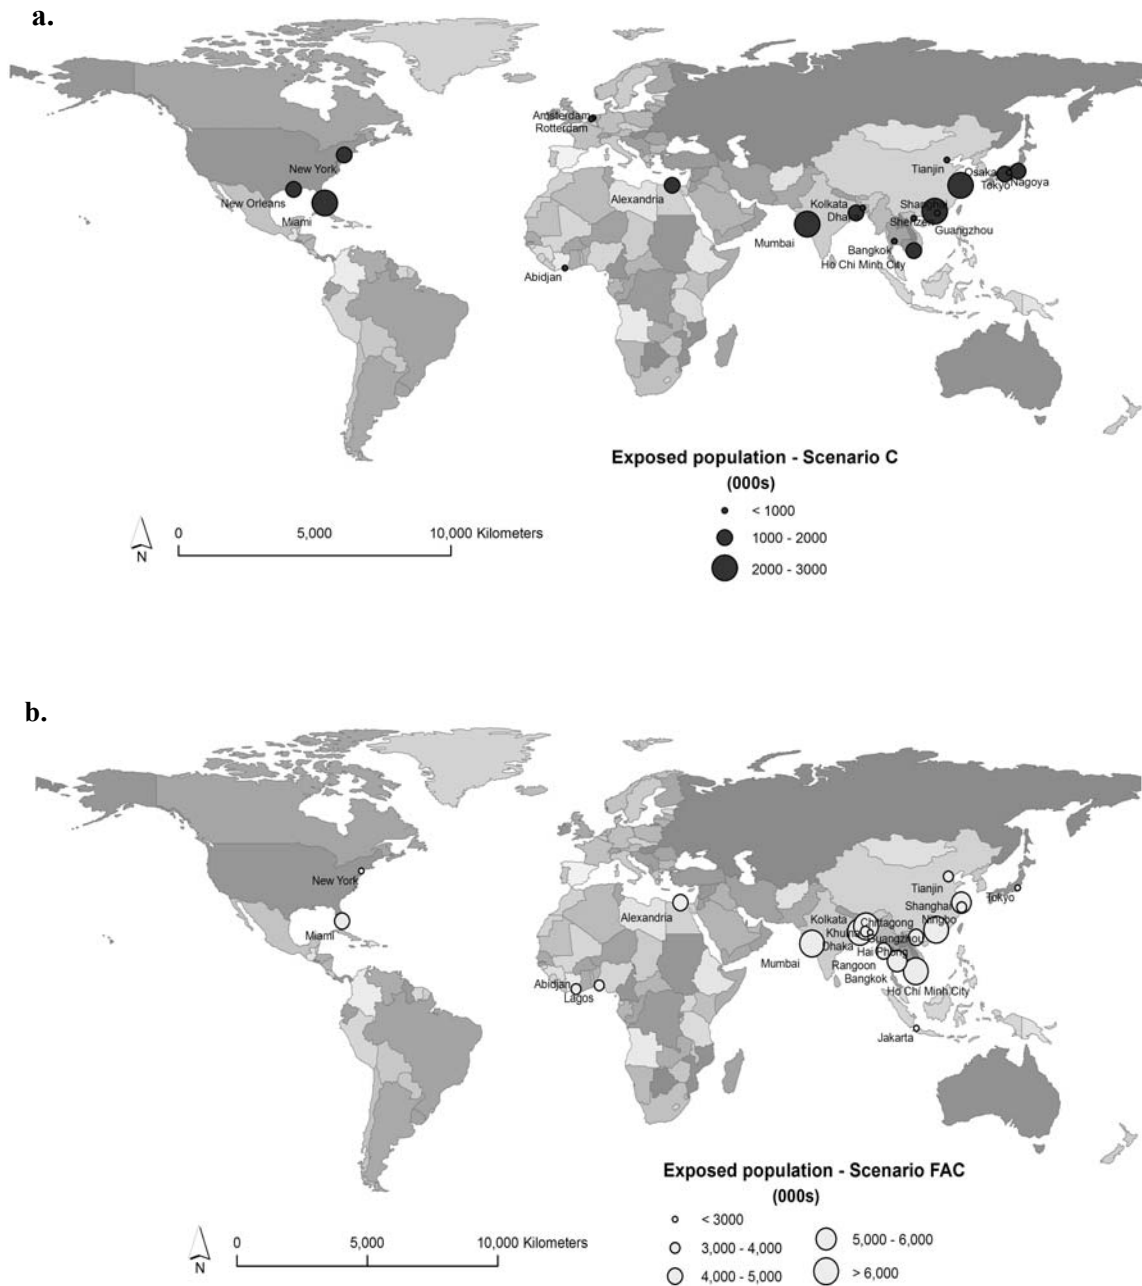 a.
Amsterdam
Rotterdam
New York
Tianjin
Osaka
Tokyo
Nagoya
New Orleans
Alexandria
Kolkata
Dha
Shanghai
Shenzen
Miami
Mumbai
Guangzhou
Bangkok
Ho Chi Minh City
Abidjan
Exposed population - Scenario C
(000s)
< 1000
1000 - 2000
2000 - 3000
N
0 5,000 10,000 Kilometers
b.
New York
Tianjin
Tokyo
Shanghai
Alexandria
Kolkata
Chittagong
Ningbo
Miami
Khulna
Guangzhou
Dhaka
Hai Phong
Mumbai
Rangoon
Bangkok
Abidjan
Lagos
Ho Chi Minh City
Jakarta
Exposed population - Scenario FAC
(000s)
< 3000
3,000 - 4,000
4,000 - 5,000
5,000 - 6,000
> 6,000
N
0 5,000 10,000 Kilometers